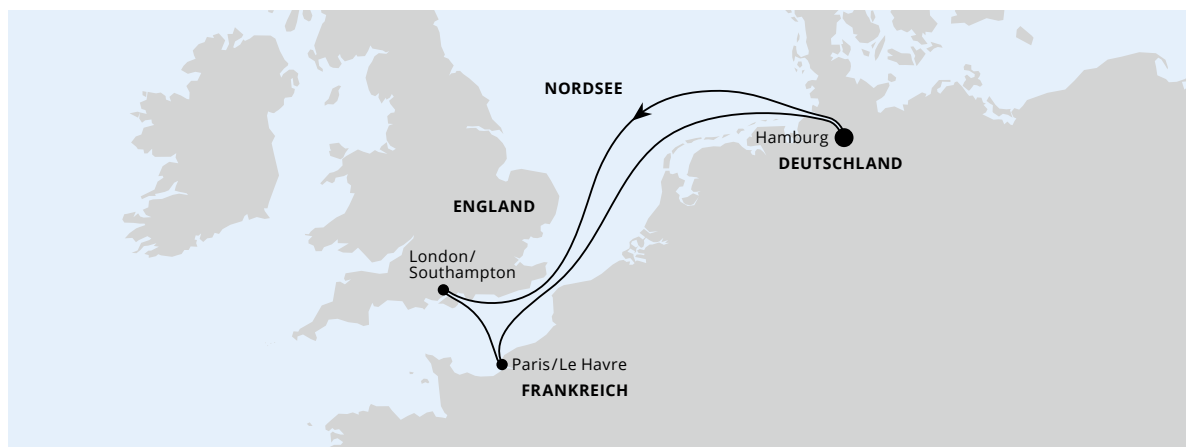 NORDSEE
Hamburg
DEUTSCHLAND
ENGLAND
London/
Southampton
Paris/Le Havre
FRANKREICH